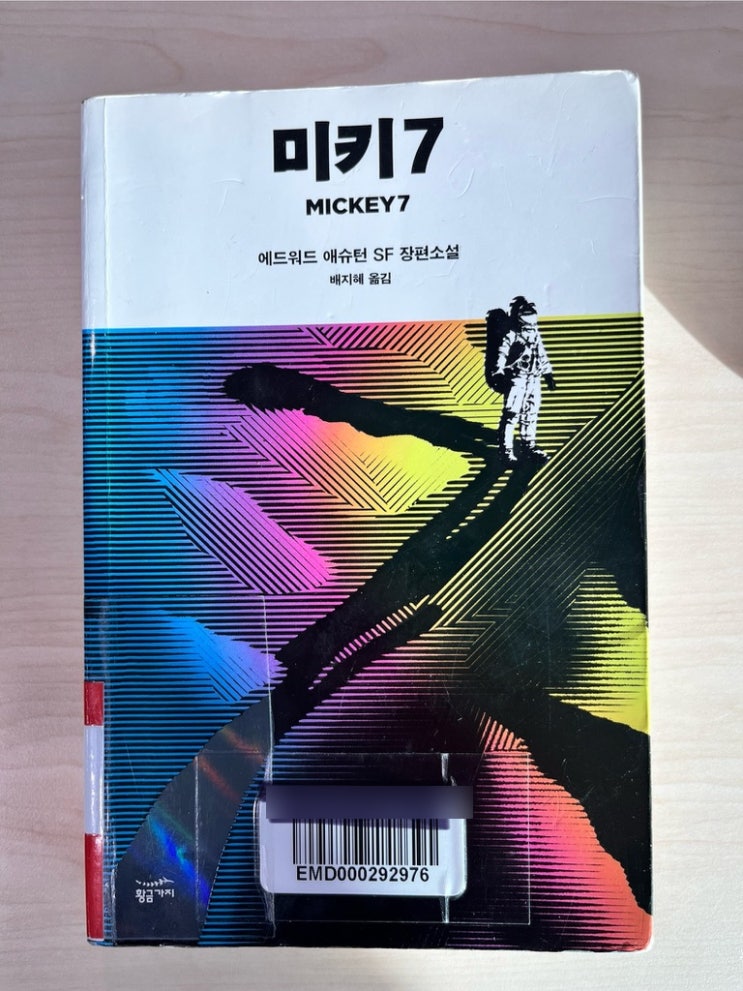 미키7
MICKEY7
에드워드 애슈턴 SF 장편소설
배지혜 옮김
EMD000292976
황금가지